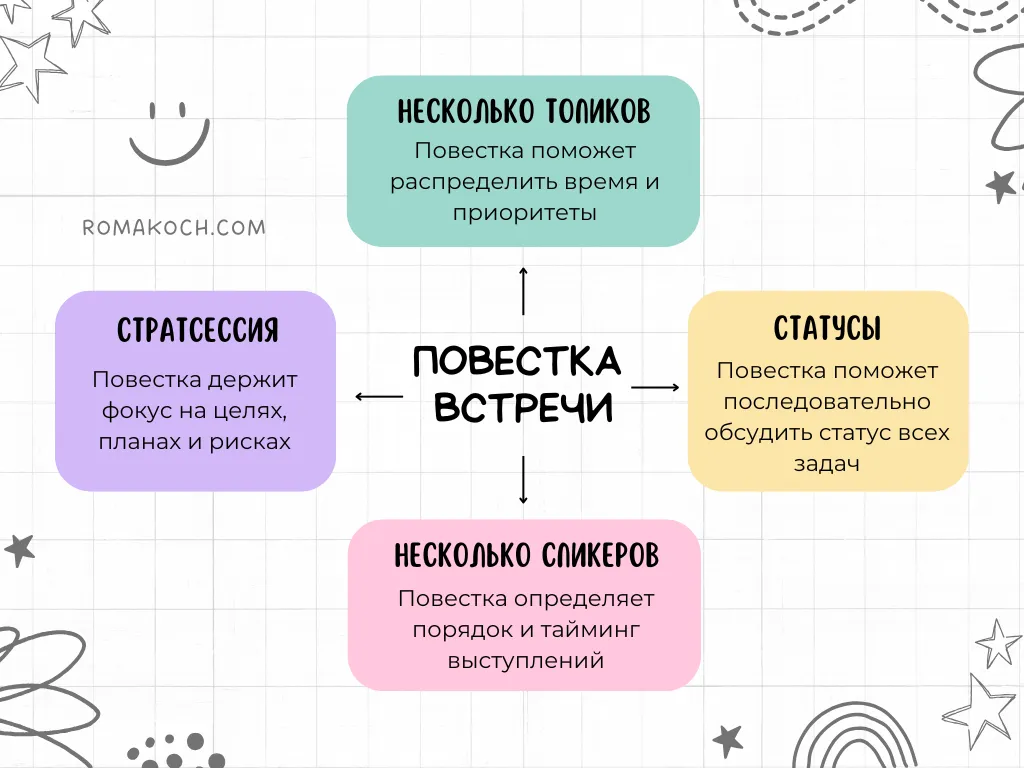 НЕСКОЛЬКО ТОПИКОВ
Повестка поможет
распределить время и
приоритеты
ROMAKOCH.COM
СТРАТСЕССИЯ
Повестка держит
фокус на целях,
планах и рисках
ПОВЕСТКА
ВСТРЕЧИ
СТАТУСЫ
Повестка поможет
последовательно
обсудить статус всех
задач
НЕСКОЛЬКО СПИКЕРОВ
Повестка определяет
порядок и тайминг
выступлений